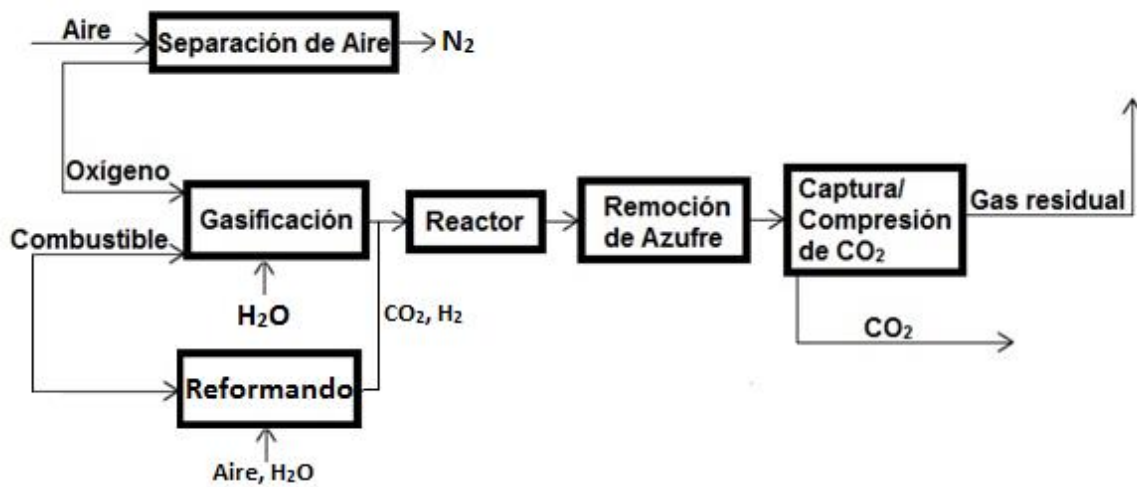 Aire
Separación de Aire
N₂
Oxígeno
Gasificación
Combustible
H₂O
Reactor
Remoción
de Azufre
Captura/
Compresión
de CO₂
Gas residual
CO₂
CO₂, H₂
Reformando
Aire, H₂O